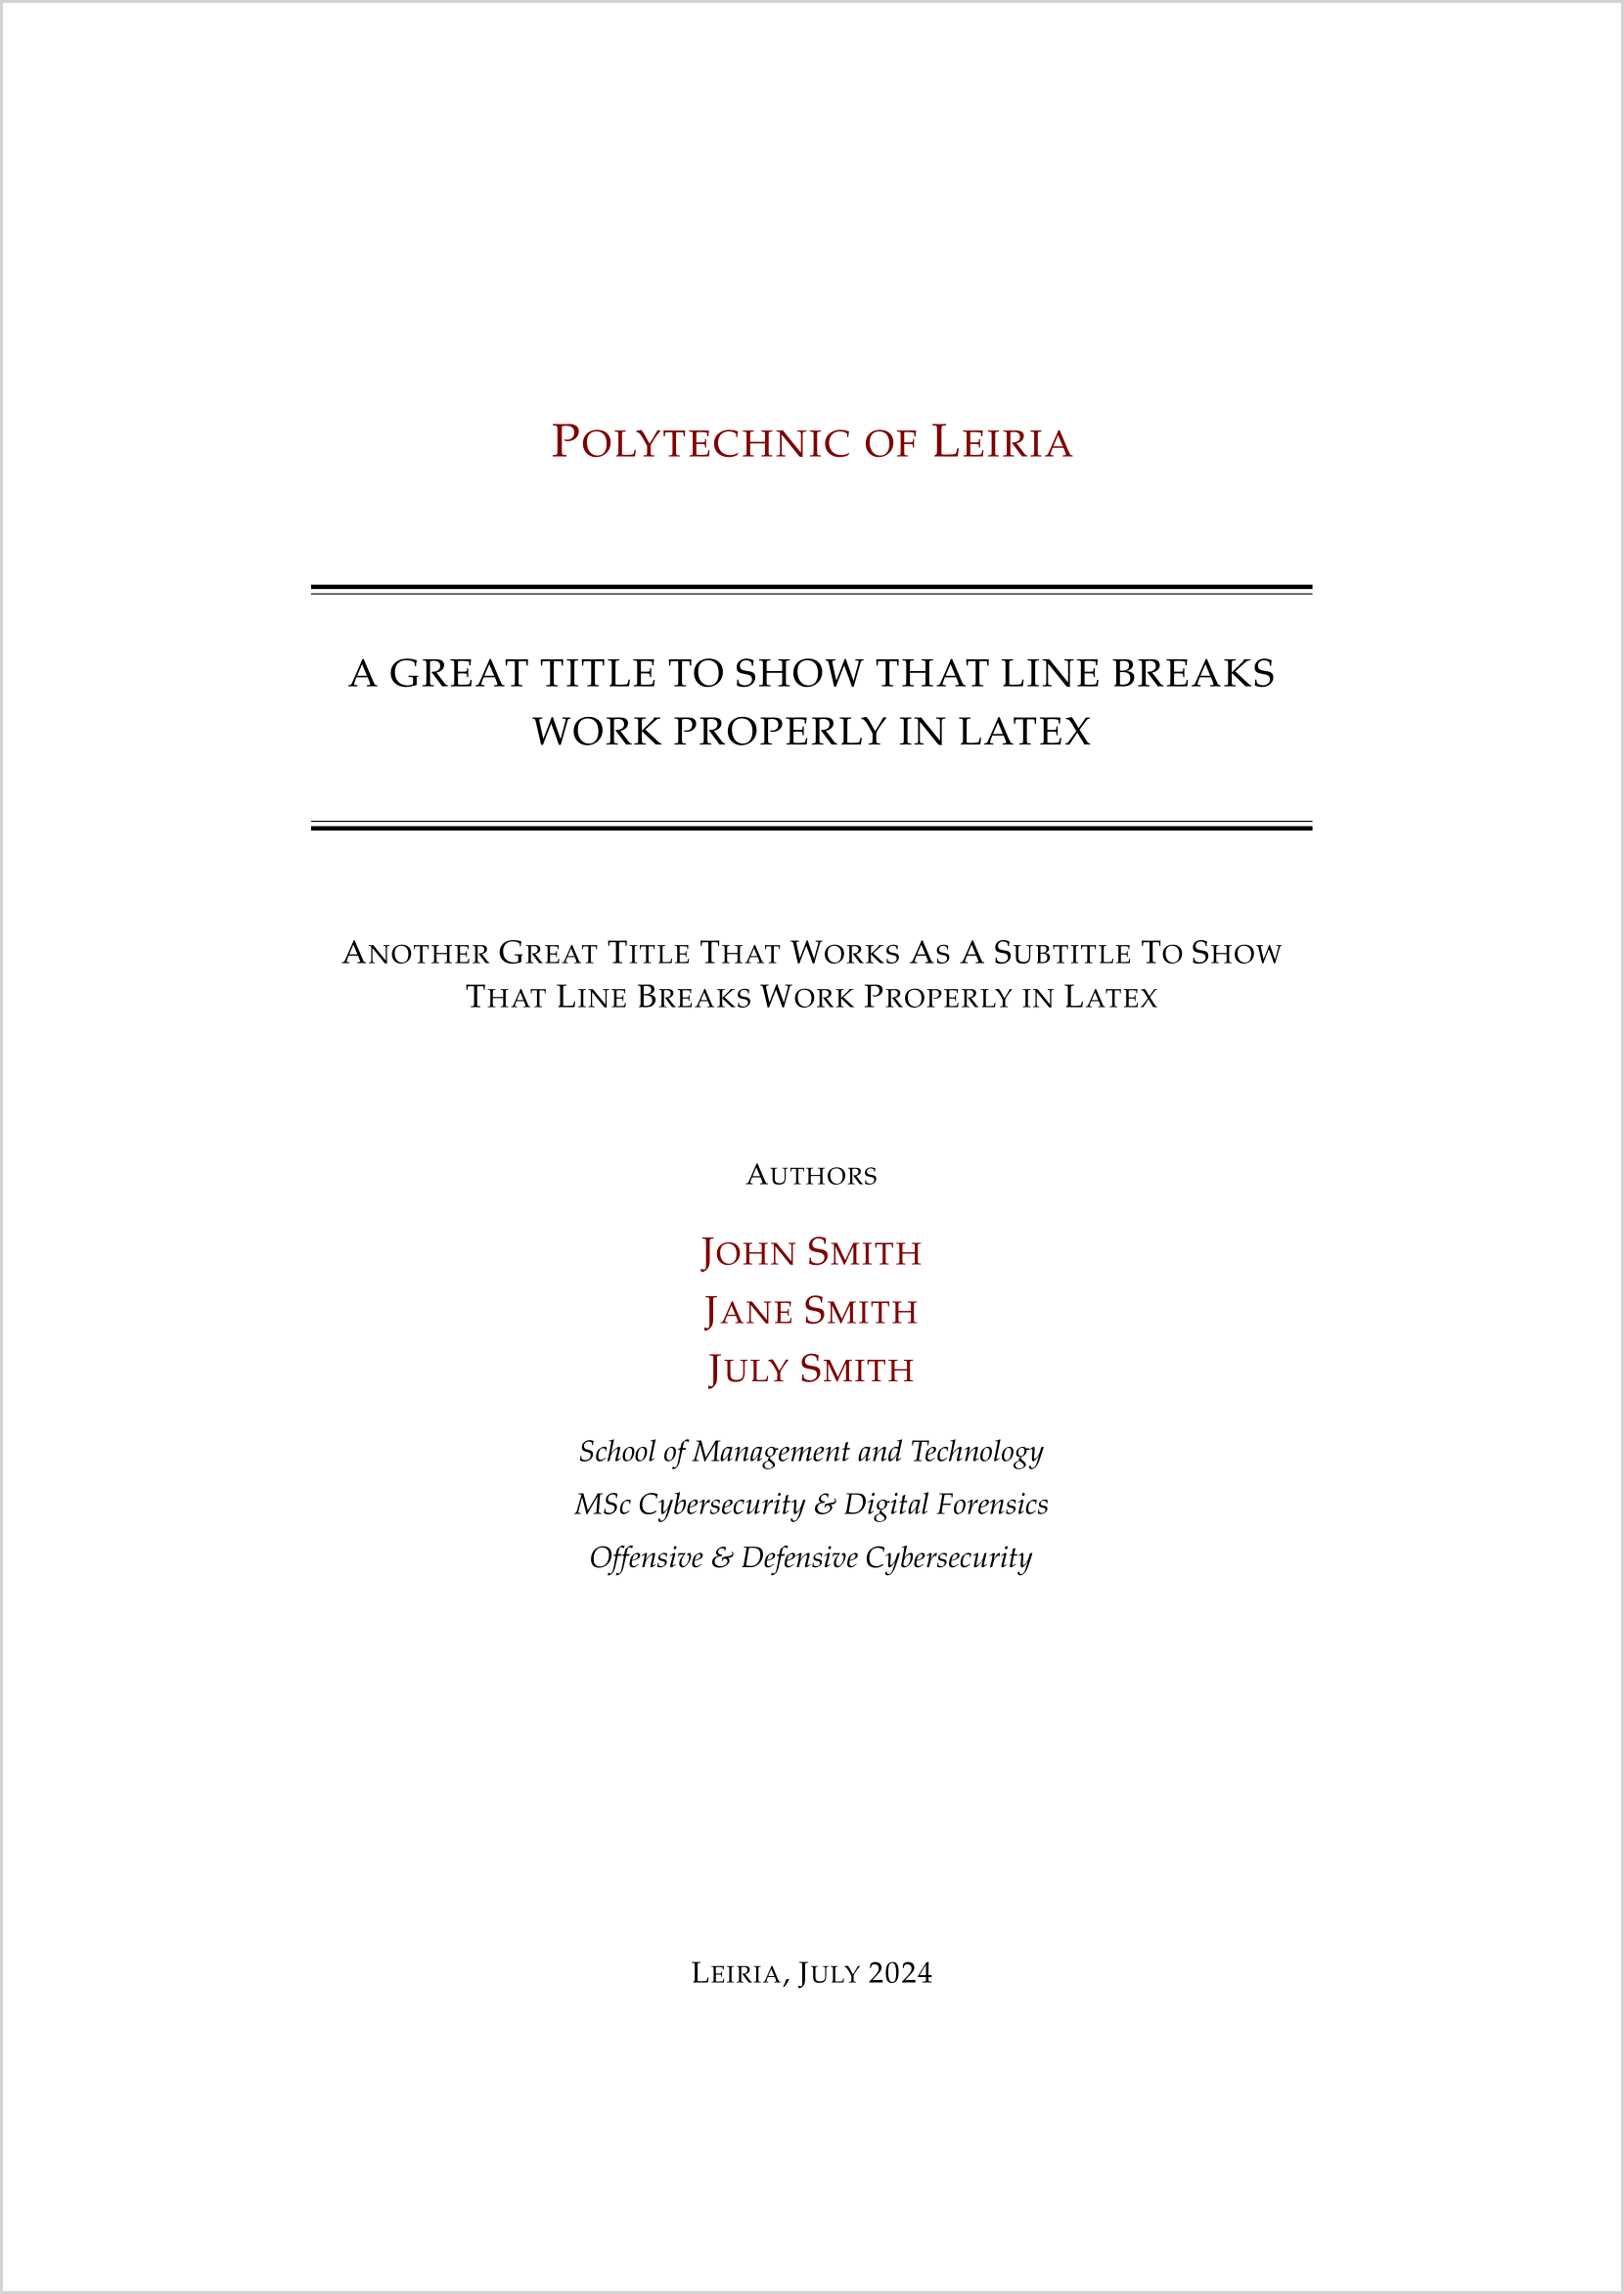 Polytechnic of Leiria
A GREAT TITLE TO SHOW THAT LINE BREAKS
WORK PROPERLY IN LATEX
Another Great Title That Works As A Subtitle To Show
That Line Breaks Work Properly in Latex
Authors
John Smith
Jane Smith
July Smith
School of Management and Technology
MSc Cybersecurity & Digital Forensics
Offensive & Defensive Cybersecurity
Leiria, July 2024